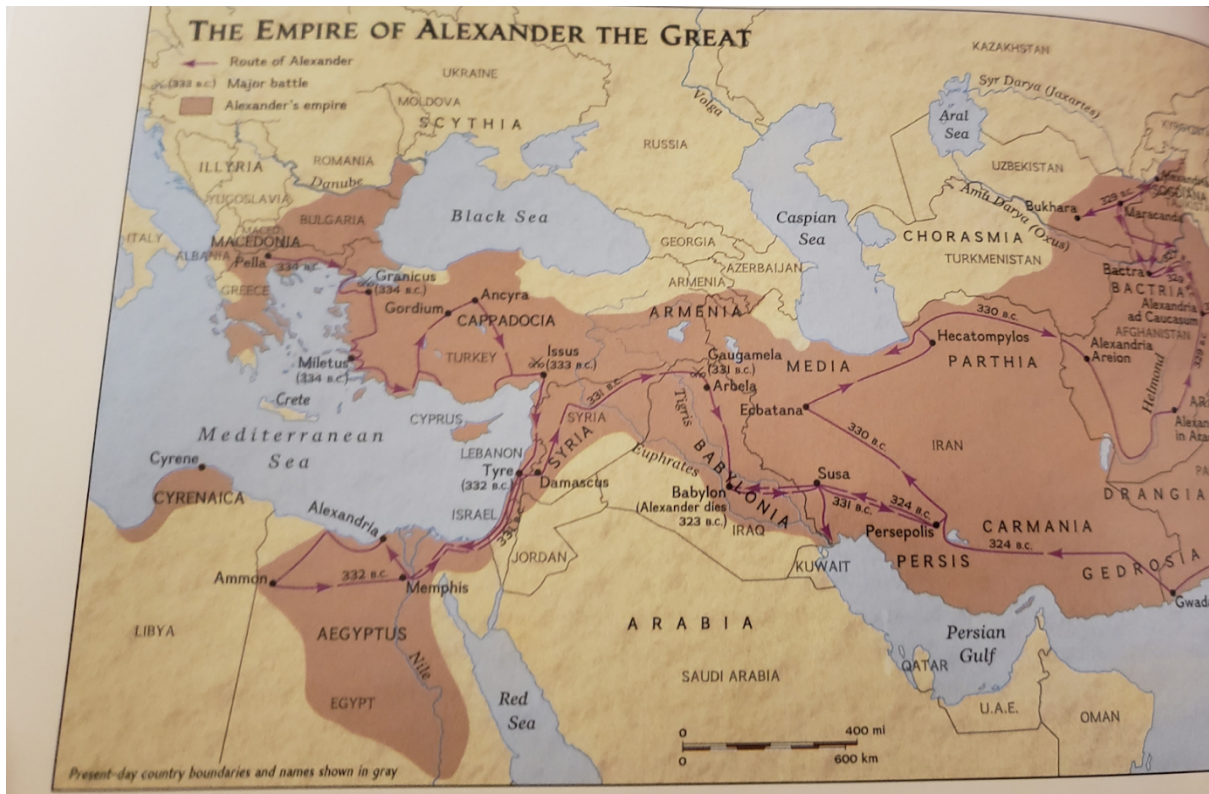 THE EMPIRE OF ALEXANDER THE GREAT
Route of Alexander
(333 B.C.) Major battle
Alexander's empire
KAZAKHSTAN
UKRAINE
MOLDOVA
SCYTHIA
Volga
Syr Darya (Jaxartes)
Aral
Sea
RUSSIA
ILLYRIA
ROMANIA
Danube
UZBEKISTAN
YUGOSLAVIA
BULGARIA
Black Sea
Caspian
Sea
Amu Darya (Oxus)
Bukhara
329 B.C.
Maracanda
ITALY
MACEDONIA
ALBANIA
Pella
334 B.C.
GEORGIA
CHORASMIA
TURKMENISTAN
AZERBAIJAN
ARMENIA
Bactra
BACTRIA
GREECE
Granicus
(334 B.C.)
Gordium
Ancyra
CAPPADOCIA
ARMENIA
330 B.C.
Alexandria
ad Caucasum
AFGHANISTAN
Hecatompylos
Alexandria
Areion
TURKEY
Issus
(333 B.C.)
Gaugamela
(331 B.C.)
Arbela
MEDIA
PARTHIA
Miletus
(334 B.C.)
Helmond
329 B.C.
Crete
CYPRUS
331 B.C.
SYRIA
Tigris
Ecbatana
330 B.C.
IRAN
Mediterranean
Sea
SYRIA
LEBANON
Tyre
(332 B.C.)
Damascus
Euphrates
BABYLONIA
Cyrene
CYRENAICA
Susa
Babylon
(Alexander dies
323 B.C.)
331 B.C.
324 B.C.
DRANGIA
Alexandria
ISRAEL
331 B.C.
IRAQ
Persepolis
CARMANIA
324 B.C.
JORDAN
KUWAIT
PERSIS
GEDROSIA
Ammon
332 B.C.
Memphis
LIBYA
AEGYPTUS
Nile
ARABIA
Persian
Gulf
QATAR
SAUDI ARABIA
EGYPT
Red
Sea
U.A.E.
OMAN
0 400 mi
0 600 km
Present-day country boundaries and names shown in gray